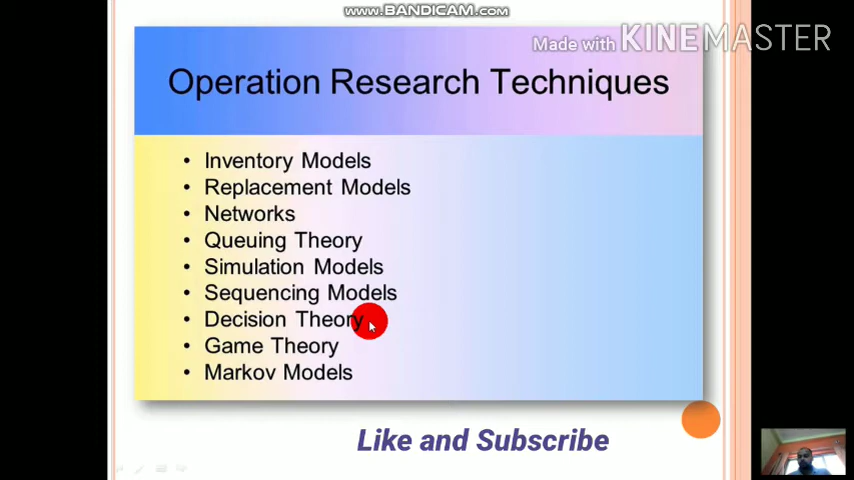 www.BANDICAM.com
Made with KINEMASTER
Operation Research Techniques
• Inventory Models
• Replacement Models
• Networks
• Queuing Theory
• Simulation Models
• Sequencing Models
• Decision Theory
• Game Theory
• Markov Models
Like and Subscribe